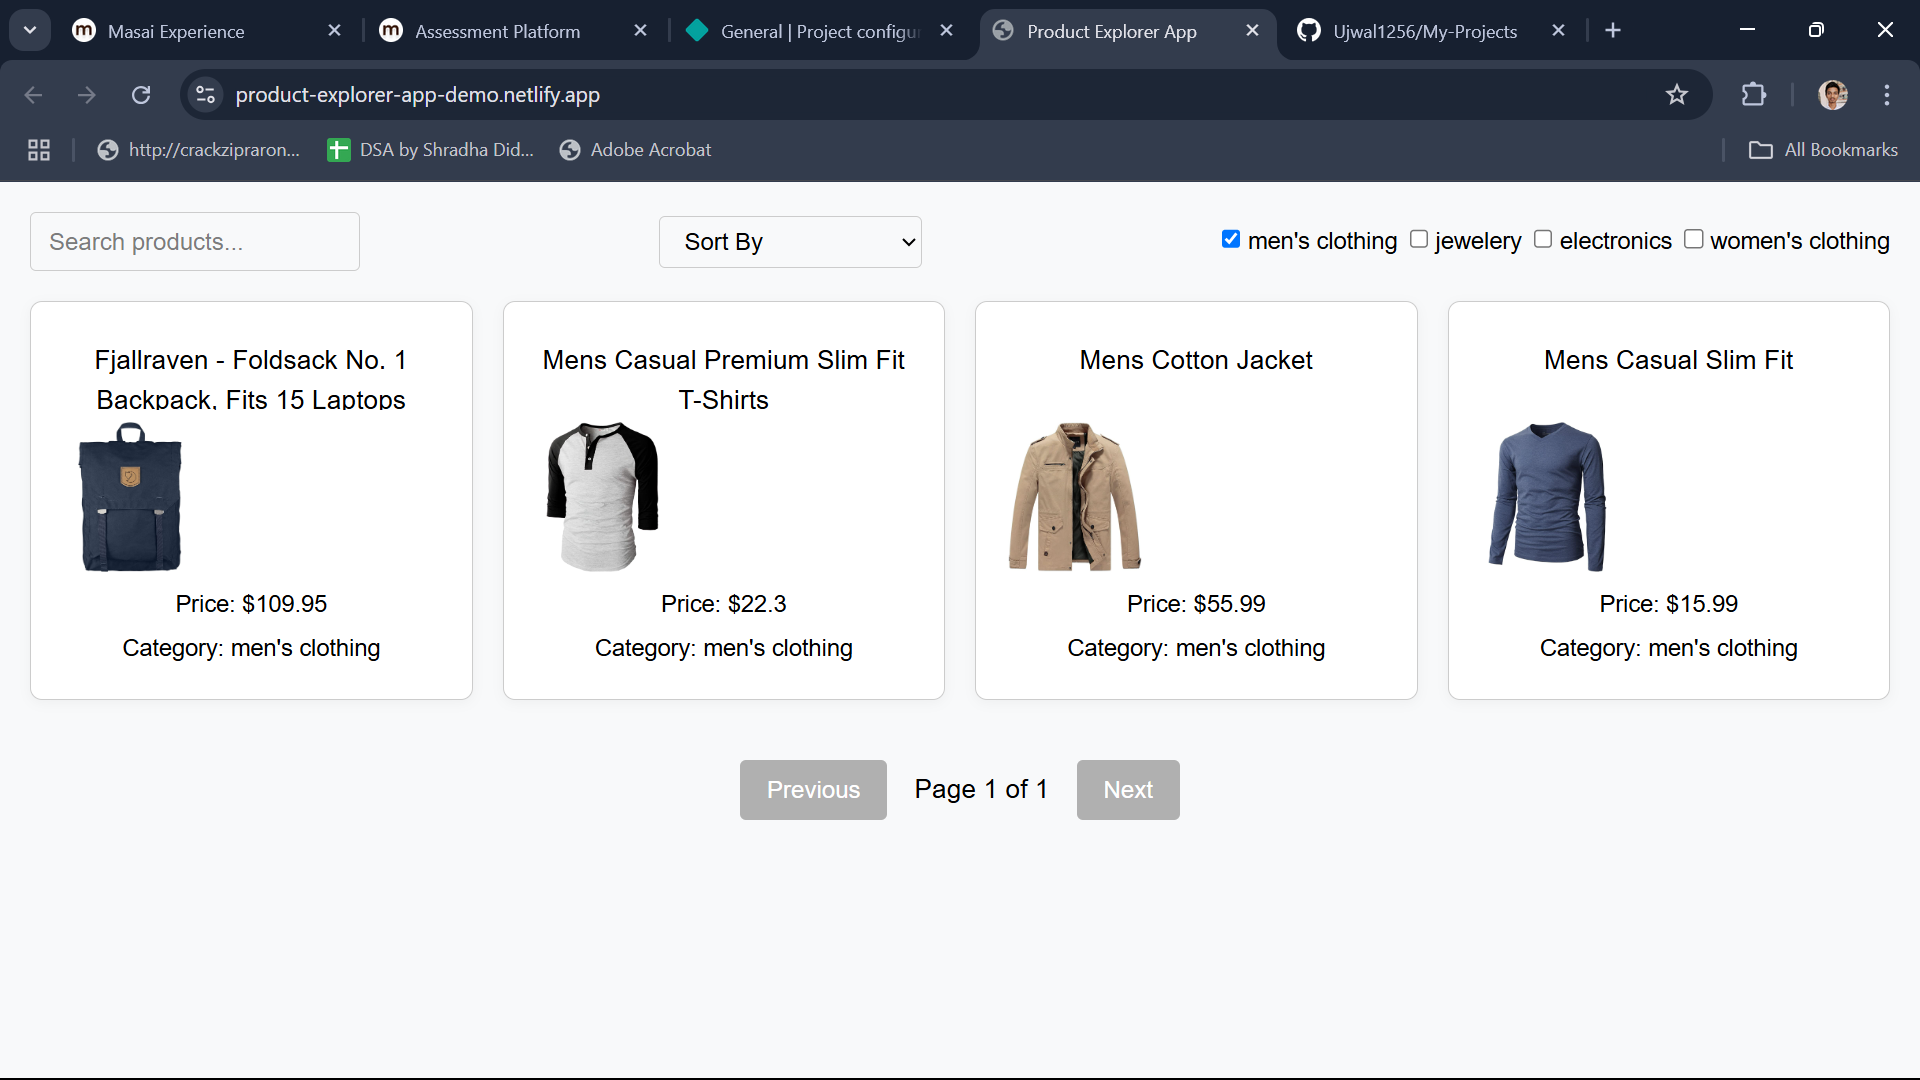 Masai Experience
Assessment Platform
General | Project configur
Product Explorer App
Ujwal1256/My-Projects
product-explorer-app-demo.netlify.app
http://crackzipraron...
DSA by Shradha Did...
Adobe Acrobat
All Bookmarks
Search products...
Sort By
men's clothing
jewelery
electronics
women's clothing
Fjallraven - Foldsack No. 1
Backpack, Fits 15 Laptops
Price: $109.95
Category: men's clothing
Mens Casual Premium Slim Fit
T-Shirts
Price: $22.3
Category: men's clothing
Mens Cotton Jacket
Price: $55.99
Category: men's clothing
Mens Casual Slim Fit
Price: $15.99
Category: men's clothing
Previous
Page 1 of 1
Next